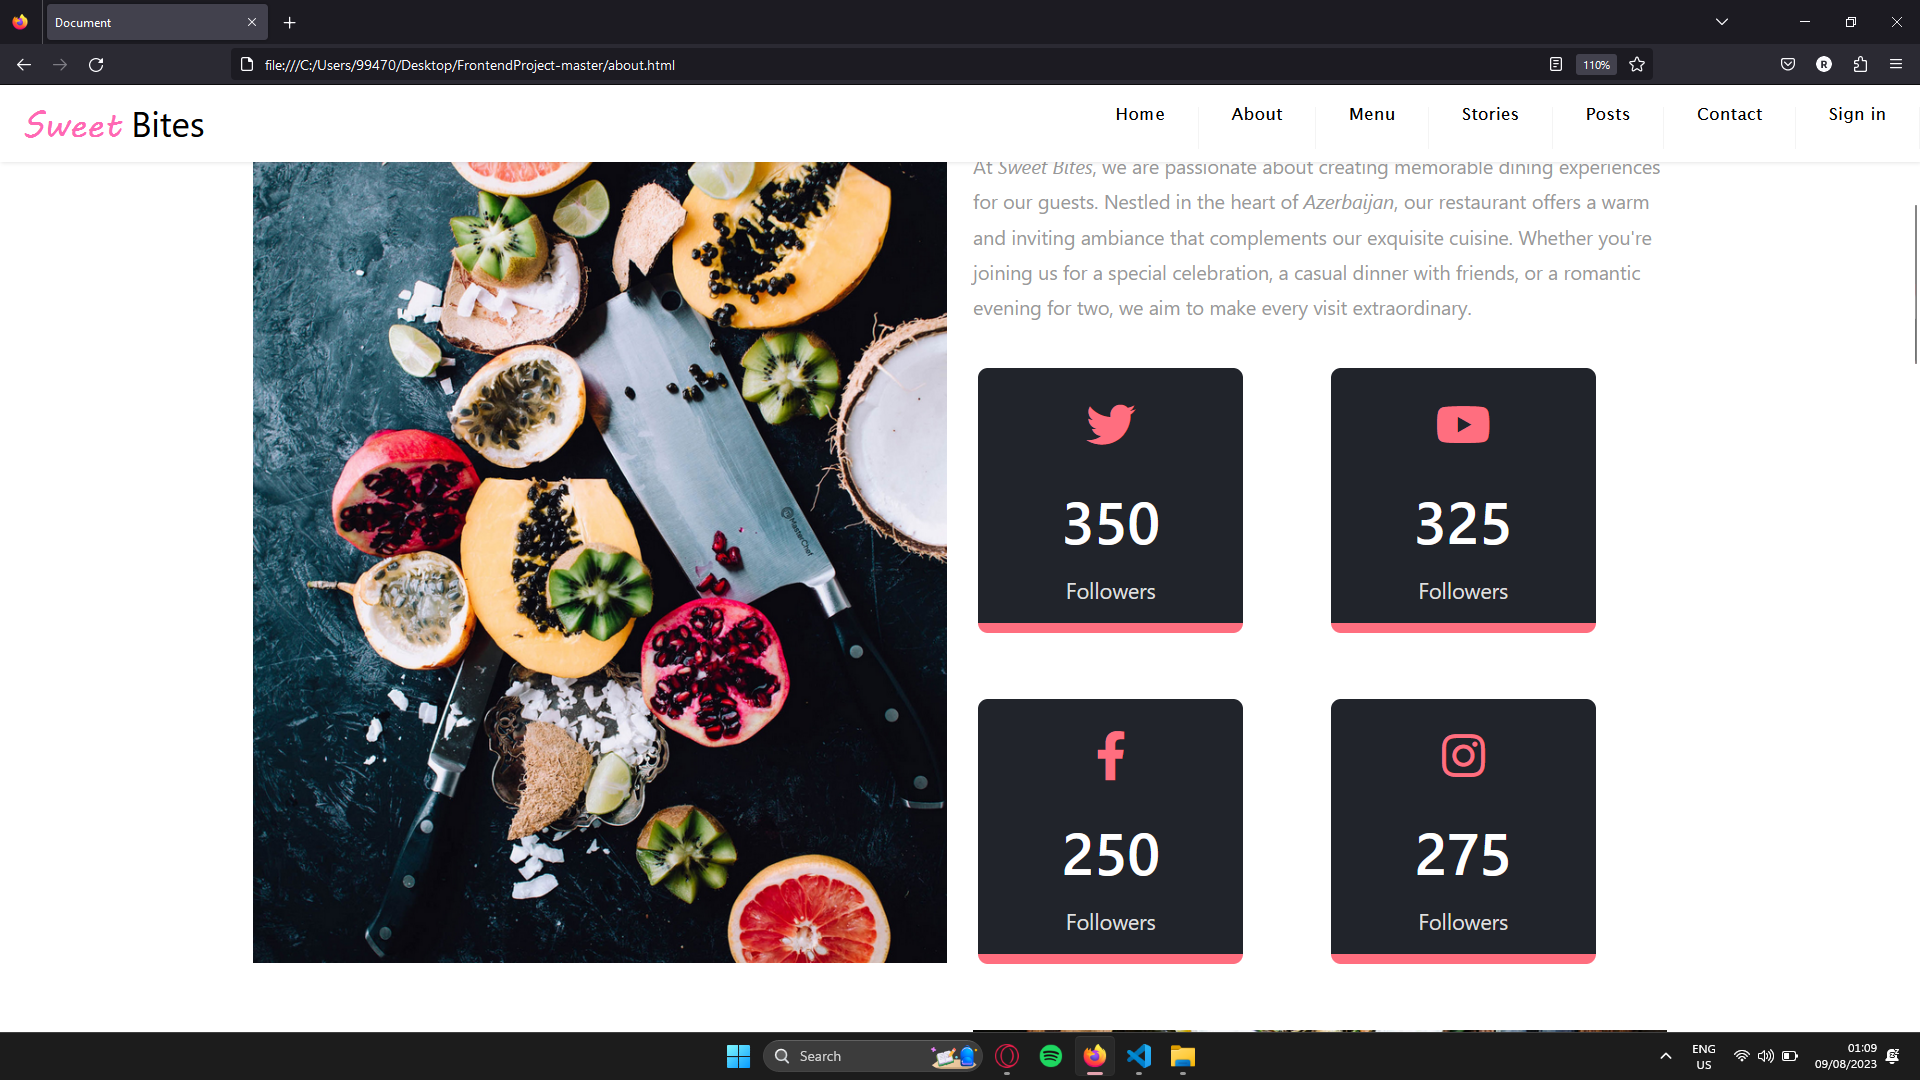 Document
file:///C:/Users/99470/Desktop/FrontendProject-master/about.html
110%
R
Sweet Bites
Home
About
Menu
Stories
Posts
Contact
Sign in
At Sweet Bites, we are passionate about creating memorable dining experiences
for our guests. Nestled in the heart of Azerbaijan, our restaurant offers a warm
and inviting ambiance that complements our exquisite cuisine. Whether you're
joining us for a special celebration, a casual dinner with friends, or a romantic
evening for two, we aim to make every visit extraordinary.
MasterChef
350
Followers
325
Followers
250
Followers
275
Followers
Search
ENG
US
01:09
09/08/2023